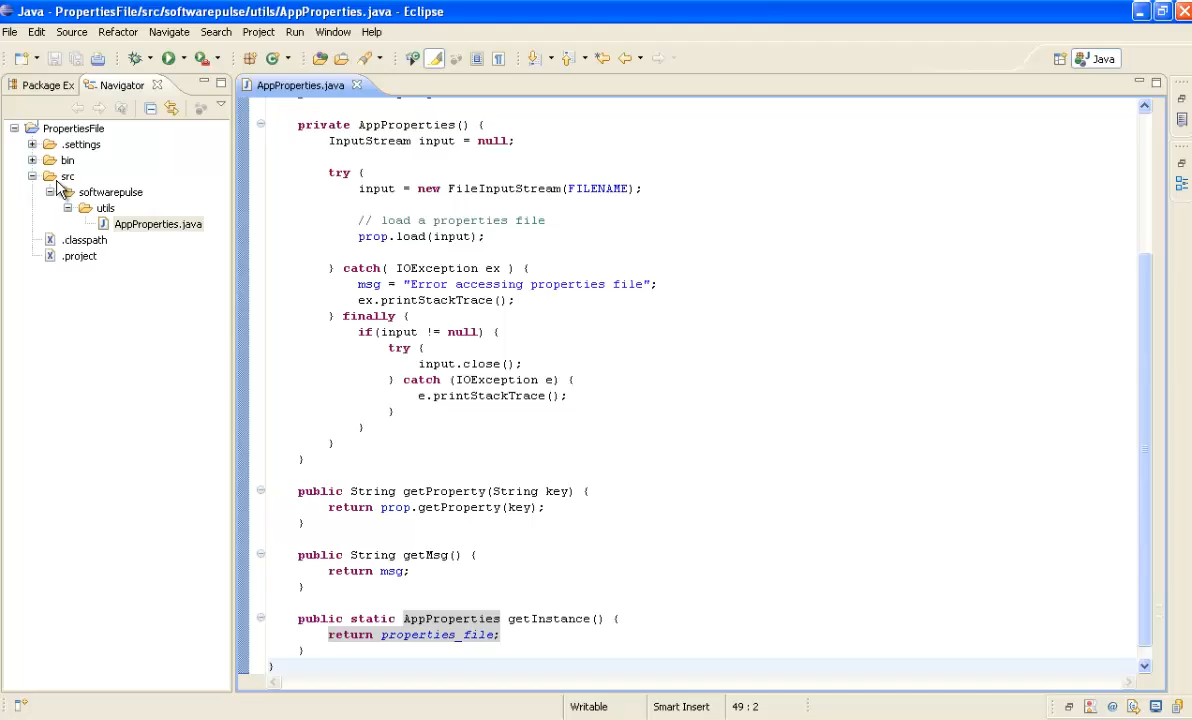 Java - PropertiesFile/src/softwarepulse/utils/AppProperties.java - Eclipse
File Edit Source Refactor Navigate Search Project Run Window Help
Java
Package Ex Navigator
AppProperties.java
PropertiesFile
.settings
bin
src
softwarepulse
utils
AppProperties.java
.classpath
.project
private AppProperties() {
InputStream input = null;
try {
input = new FileInputStream(FILENAME);
// load a properties file
prop.load(input);
} catch( IOException ex ) {
msg = "Error accessing properties file";
ex.printStackTrace();
} finally {
if(input != null) {
try {
input.close();
} catch (IOException e) {
e.printStackTrace();
}
}
}
}
public String getProperty(String key) {
return prop.getProperty(key);
}
public String getMsg() {
return msg;
}
public static AppProperties getInstance() {
return properties_file;
}
}
Writable Smart Insert 49 : 2